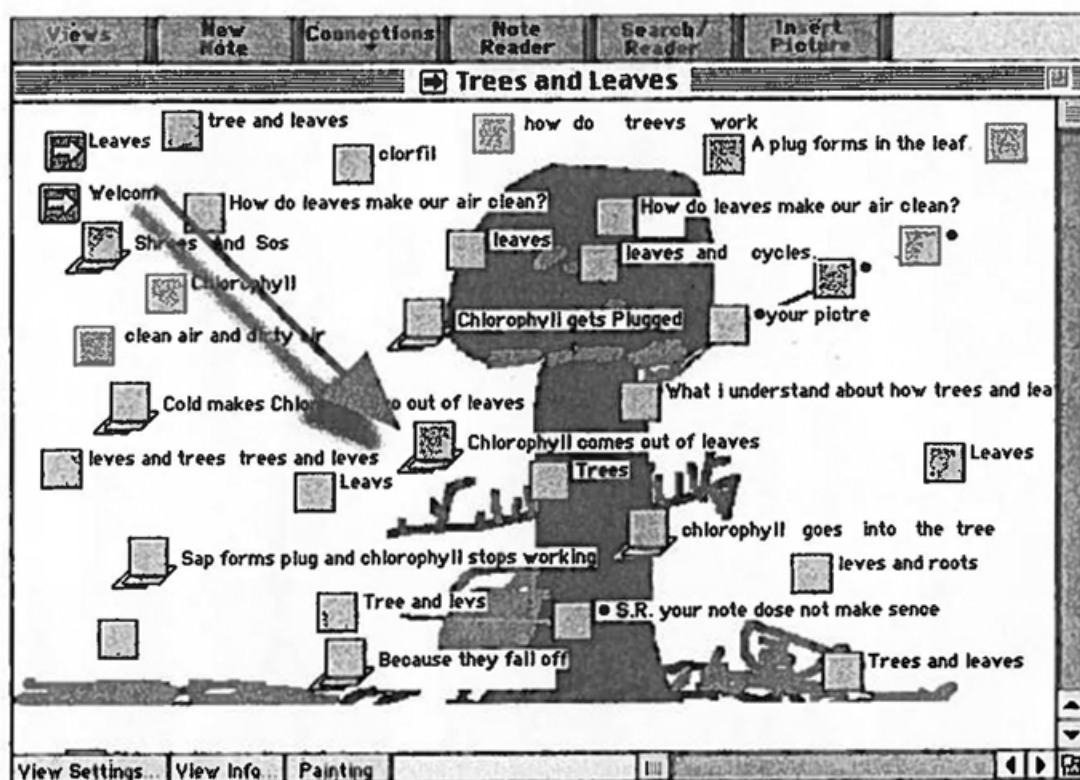 Views
New Note
Connections
Note Reader
Search/ Reader
Insert Picture
Trees and Leaves
Leaves
tree and leaves
how do treevs work
clorfil
A plug forms in the leaf
Welcom
How do leaves make our air clean?
How do leaves make our air clean?
Shrees and Sos
leaves
leaves and cycles.
Chlorophyll
Chlorophyll gets Plugged
your pictre
clean air and dirty air
What i understand about how trees and lea
Cold makes Chlo o out of leaves
Chlorophyll comes out of leaves
leves and trees trees and leves
Leaves
Trees
Leavs
chlorophyll goes into the tree
Sap forms plug and chlorophyll stops working
leves and roots
Tree and levs
S.R. your note dose not make sence
Because they fall off
Trees and leaves
View Settings...
View Info...
Painting